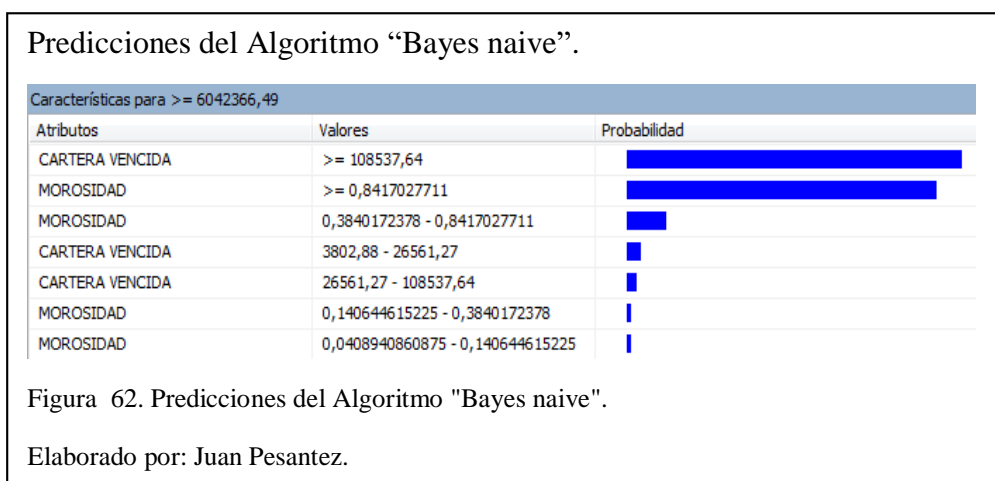 Predicciones del Algoritmo “Bayes naive”.
Características para >= 6042366,49
Atributos Valores Probabilidad
CARTERA VENCIDA >= 108537,64
MOROSIDAD >= 0,8417027711
MOROSIDAD 0,3840172378 - 0,8417027711
CARTERA VENCIDA 3802,88 - 26561,27
CARTERA VENCIDA 26561,27 - 108537,64
MOROSIDAD 0,140644615225 - 0,3840172378
MOROSIDAD 0,0408940860875 - 0,140644615225
Figura 62. Predicciones del Algoritmo "Bayes naive".
Elaborado por: Juan Pesantez.